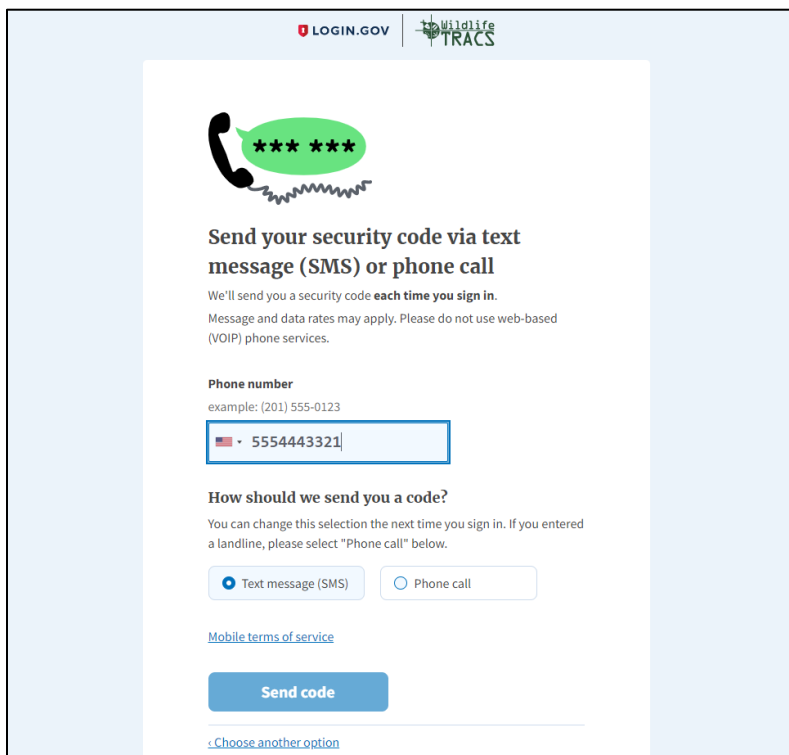 LOGIN.GOV
Wildlife
TRACS
*** ***
Send your security code via text
message (SMS) or phone call
We'll send you a security code each time you sign in.
Message and data rates may apply. Please do not use web-based
(VOIP) phone services.
Phone number
example: (201) 555-0123
5554443321
How should we send you a code?
You can change this selection the next time you sign in. If you entered
a landline, please select "Phone call" below.
Text message (SMS)
Phone call
Mobile terms of service
Send code
‹ Choose another option